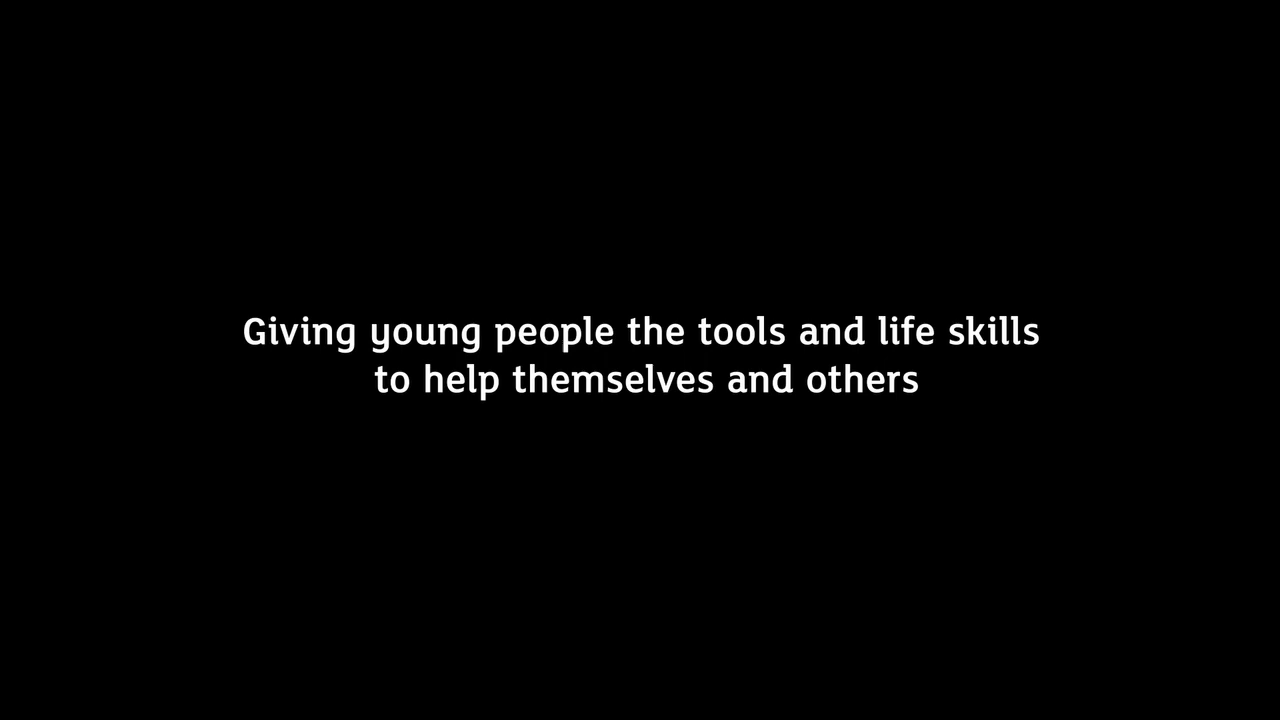 Giving young people the tools and life skills
to help themselves and others